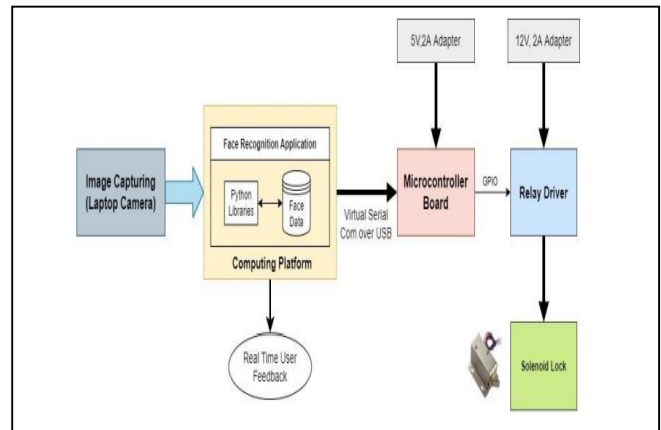 5V,2A Adapter
12V, 2A Adapter
Face Recognition Application
Image Capturing
(Laptop Camera)
Python
Libraries
Face
Data
Computing Platform
Virtual Serial
Com over USB
Microcontroller
Board
GPIO
Relay Driver
Real Time User
Feedback
Solenoid Lock